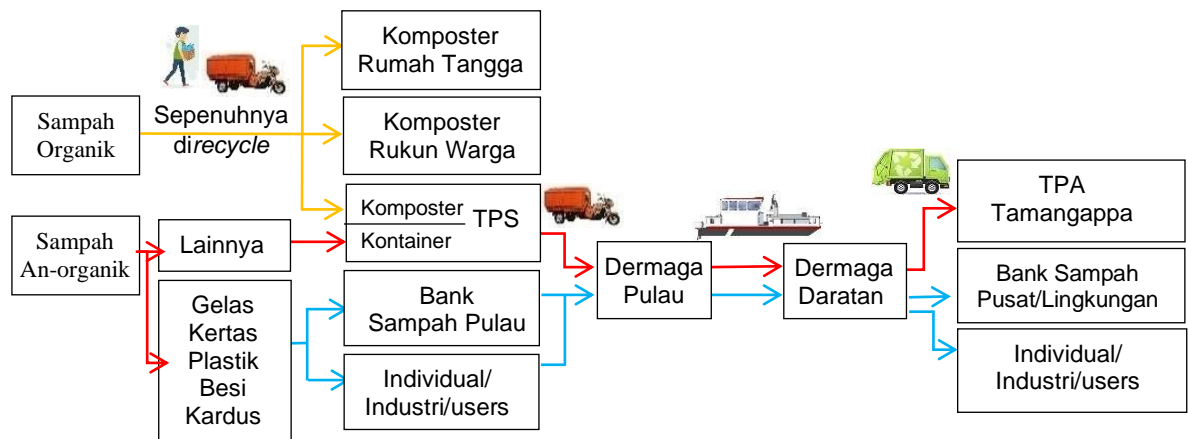 Sampah
Organik
Sepenuhnya
direcycle
Komposter
Rumah Tangga
Komposter
Rukun Warga
Komposter
Kontainer
TPS
Sampah
An-organik
Lainnya
Gelas
Kertas
Plastik
Besi
Kardus
Bank
Sampah Pulau
Individual/
Industri/users
Dermaga
Pulau
Dermaga
Daratan
TPA
Tamangappa
Bank Sampah
Pusat/Lingkungan
Individual/
Industri/users